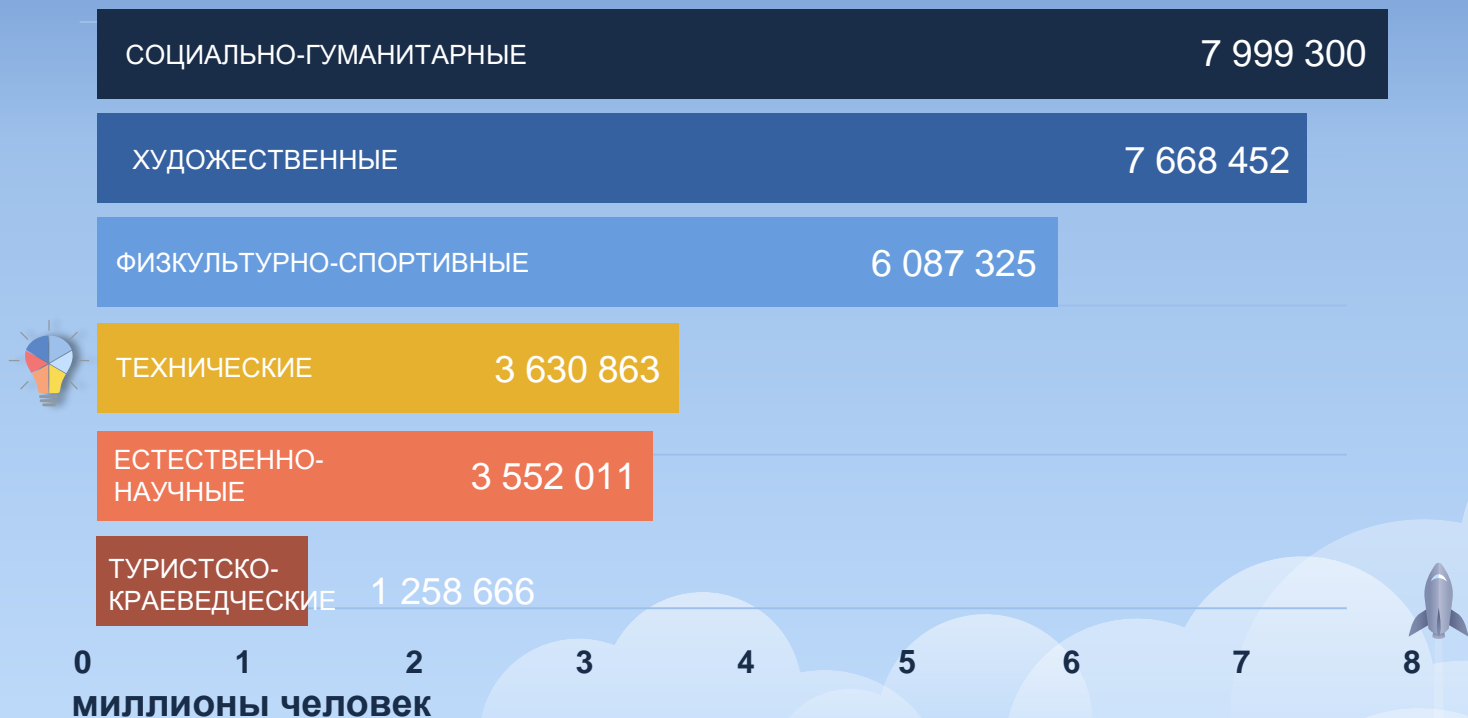 СОЦИАЛЬНО-ГУМАНИТАРНЫЕ 7 999 300
ХУДОЖЕСТВЕННЫЕ 7 668 452
ФИЗКУЛЬТУРНО-СПОРТИВНЫЕ 6 087 325
ТЕХНИЧЕСКИЕ 3 630 863
ЕСТЕСТВЕННО-
НАУЧНЫЕ 3 552 011
ТУРИСТСКО-
КРАЕВЕДЧЕСКИЕ 1 258 666
0 1 2 3 4 5 6 7 8
миллионы человек